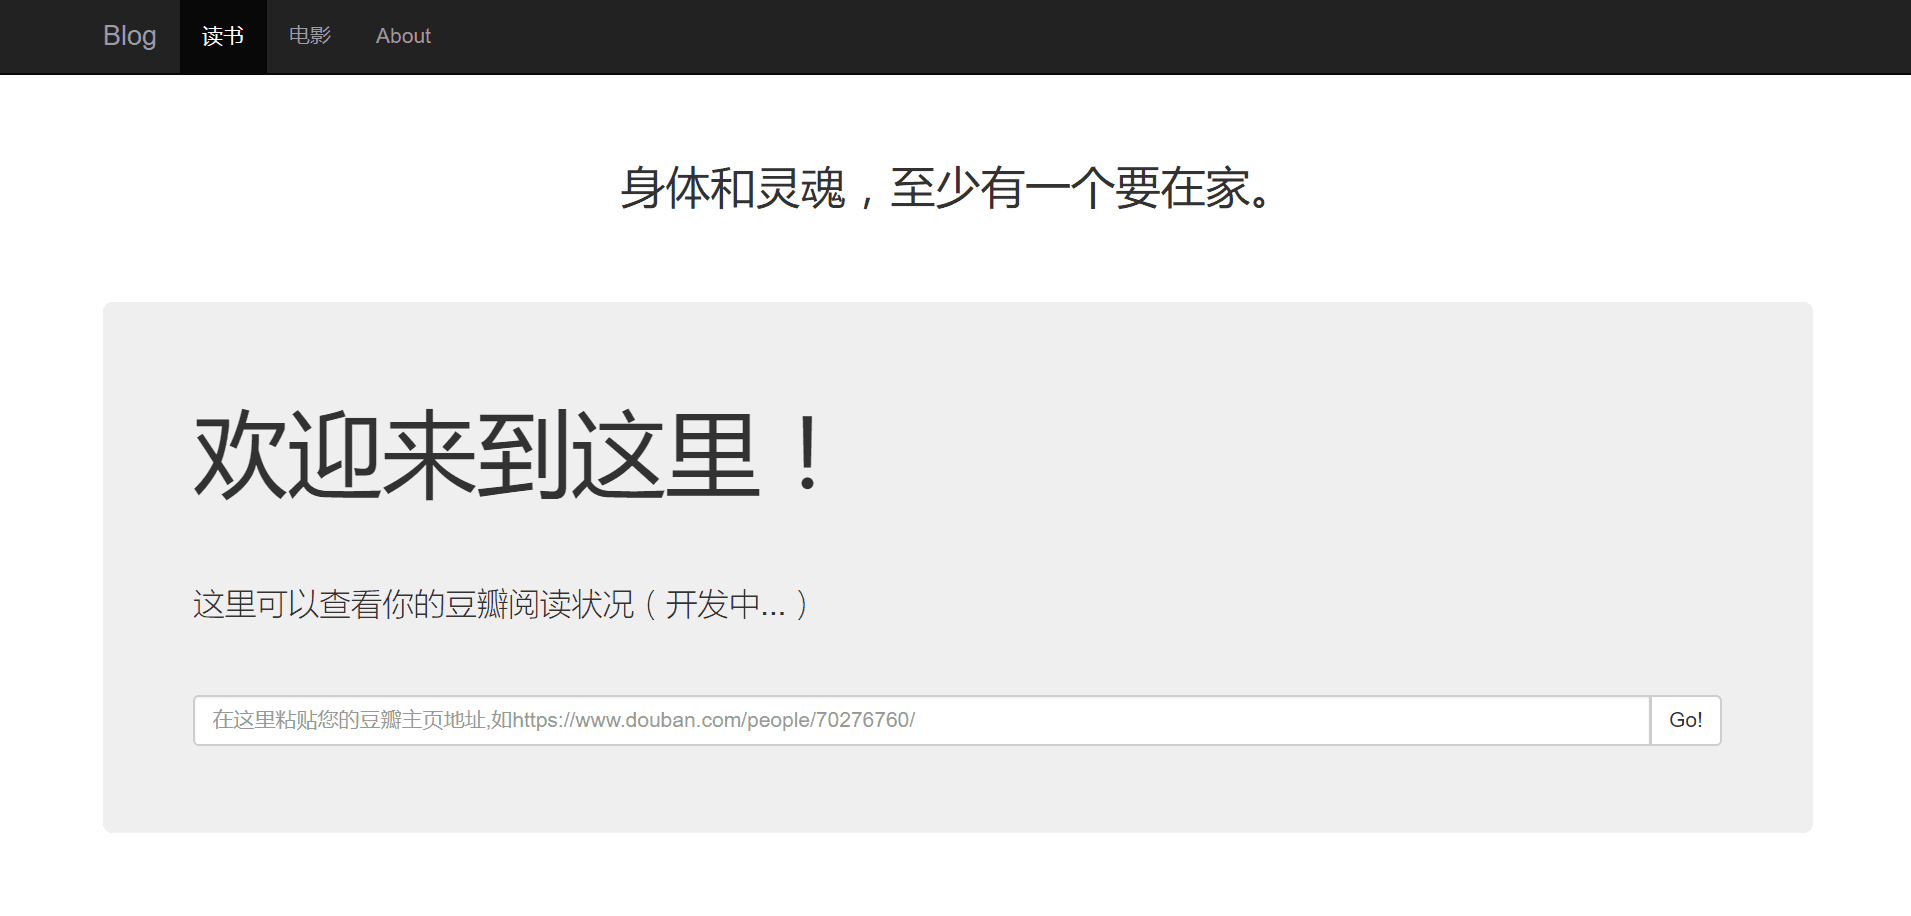 Blog 读书 电影 About
身体和灵魂，至少有一个要在家。
欢迎来到这里！
这里可以查看你的豆瓣阅读状况（开发中...）
在这里粘贴您的豆瓣主页地址,如https://www.douban.com/people/70276760/ Go!